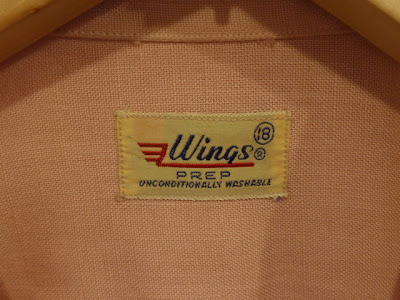 18
Wings®
PREP
UNCONDITIONALLY WASHABLE